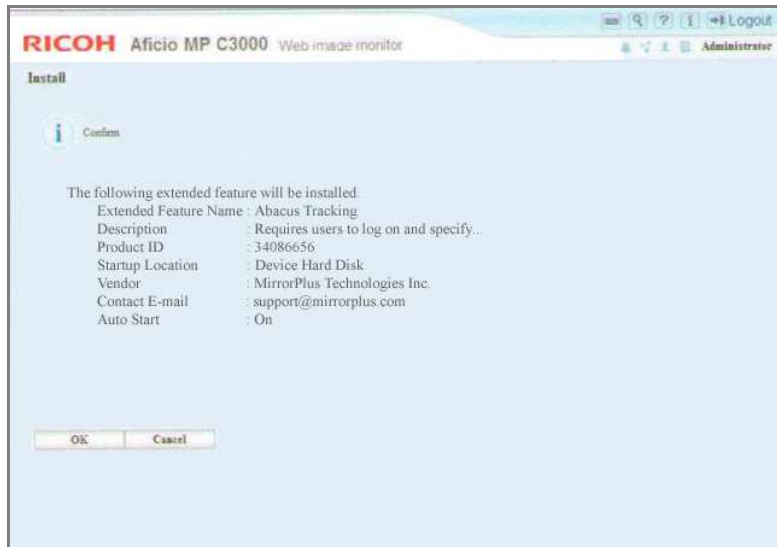 Logout
RICOH Aficio MP C3000 Web image monitor
Administrator
Install
Confirm
The following extended feature will be installed.
Extended Feature Name : Abacus Tracking
Description : Requires users to log on and specify...
Product ID : 34086656
Startup Location : Device Hard Disk
Vendor : MirrorPlus Technologies Inc.
Contact E-mail : support@mirrorplus.com
Auto Start : On
OK Cancel